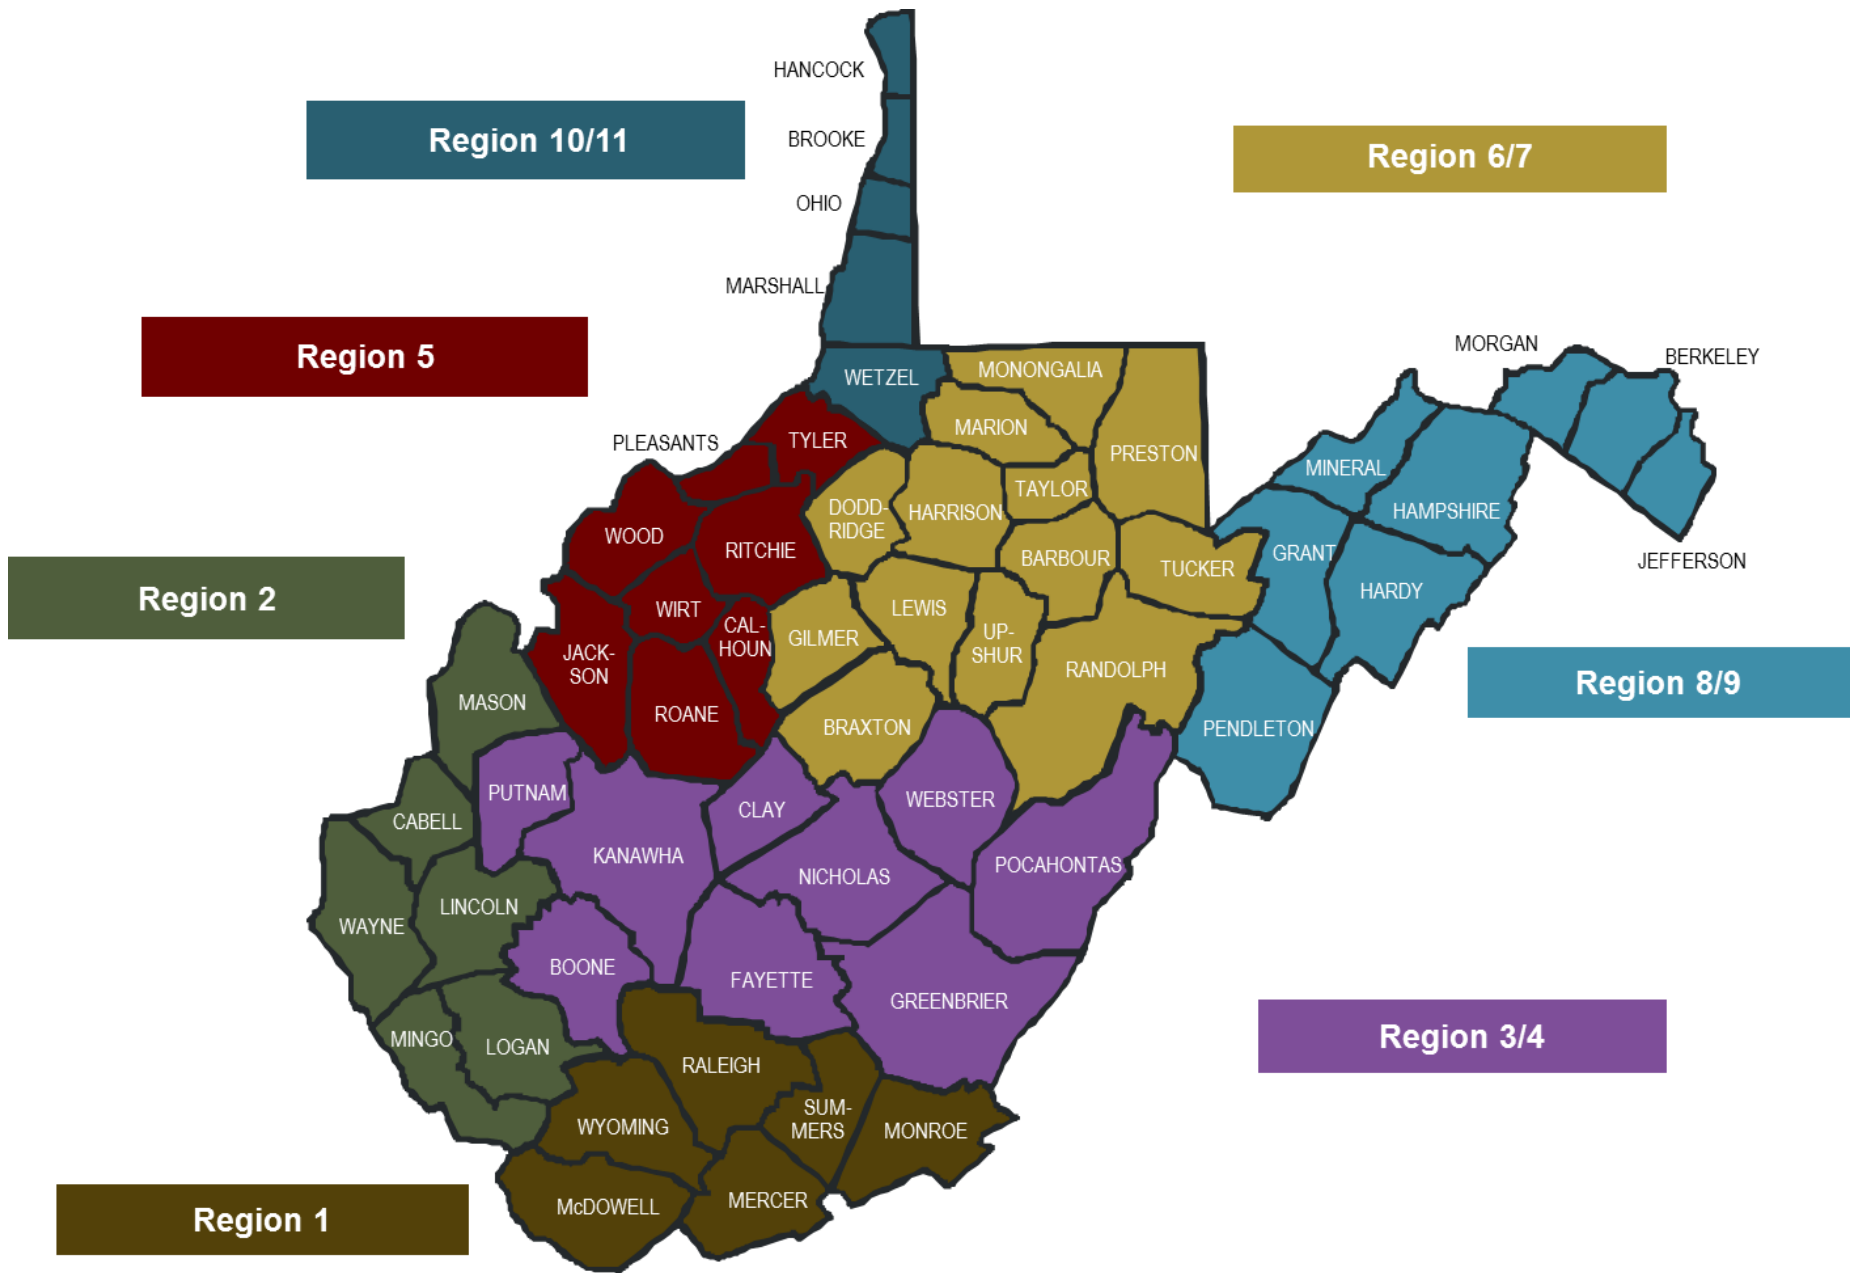 HANCOCK
Region 10/11
Region 6/7
BROOKE
OHIO
MARSHALL
Region 5
MORGAN
BERKELEY
WETZEL
MONONGALIA
PLEASANTS
TYLER
MARION
PRESTON
MINERAL
TAYLOR
DODD-
RIDGE
HARRISON
HAMPSHIRE
WOOD
RITCHIE
BARBOUR
TUCKER
GRANT
JEFFERSON
HARDY
Region 2
WIRT
CAL-
HOUN
GILMER
LEWIS
UP-
SHUR
RANDOLPH
JACK-
SON
Region 8/9
MASON
ROANE
BRAXTON
PENDLETON
PUTNAM
CLAY
WEBSTER
CABELL
KANAWHA
NICHOLAS
POCAHONTAS
WAYNE
LINCOLN
BOONE
FAYETTE
GREENBRIER
Region 3/4
MINGO
LOGAN
RALEIGH
SUM-
MERS
WYOMING
MONROE
McDOWELL
MERCER
Region 1